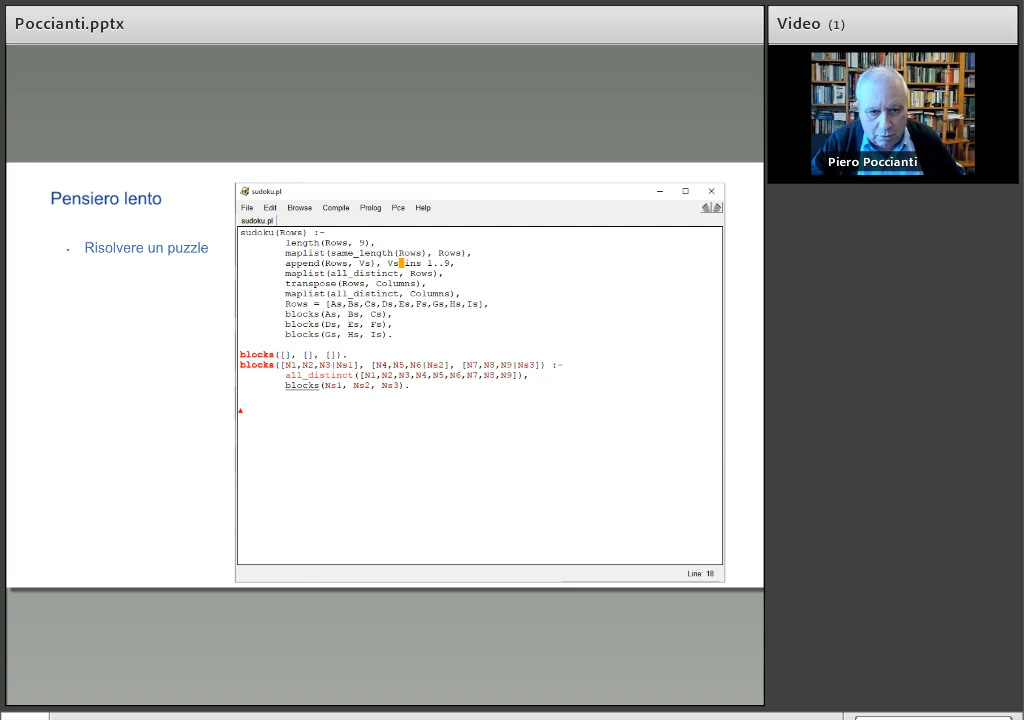 Poccianti.pptx
Video (1)
Piero Poccianti
Pensiero lento
Risolvere un puzzle
sudoku.pl
File Edit Browse Compile Prolog Pce Help
sudoku.pl
sudoku(Rows) :-
length(Rows, 9),
maplist(same_length(Rows), Rows),
append(Rows, Vs), Vs ins 1..9,
maplist(all_distinct, Rows),
transpose(Rows, Columns),
maplist(all_distinct, Columns),
Rows = [As,Bs,Cs,Ds,Es,Fs,Gs,Hs,Is],
blocks(As, Bs, Cs),
blocks(Ds, Es, Fs),
blocks(Gs, Hs, Is).
blocks([], [], []).
blocks([N1,N2,N3|Ns1], [N4,N5,N6|Ns2], [N7,N8,N9|Ns3]) :-
all_distinct([N1,N2,N3,N4,N5,N6,N7,N8,N9]),
blocks(Ns1, Ns2, Ns3).
Line: 18